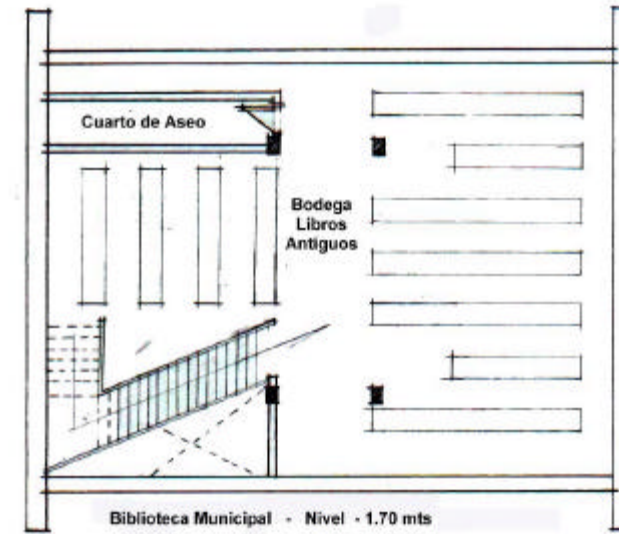 Cuarto de Aseo
Bodega
Libros
Antiguos
Biblioteca Municipal - Nivel - 1.70 mts